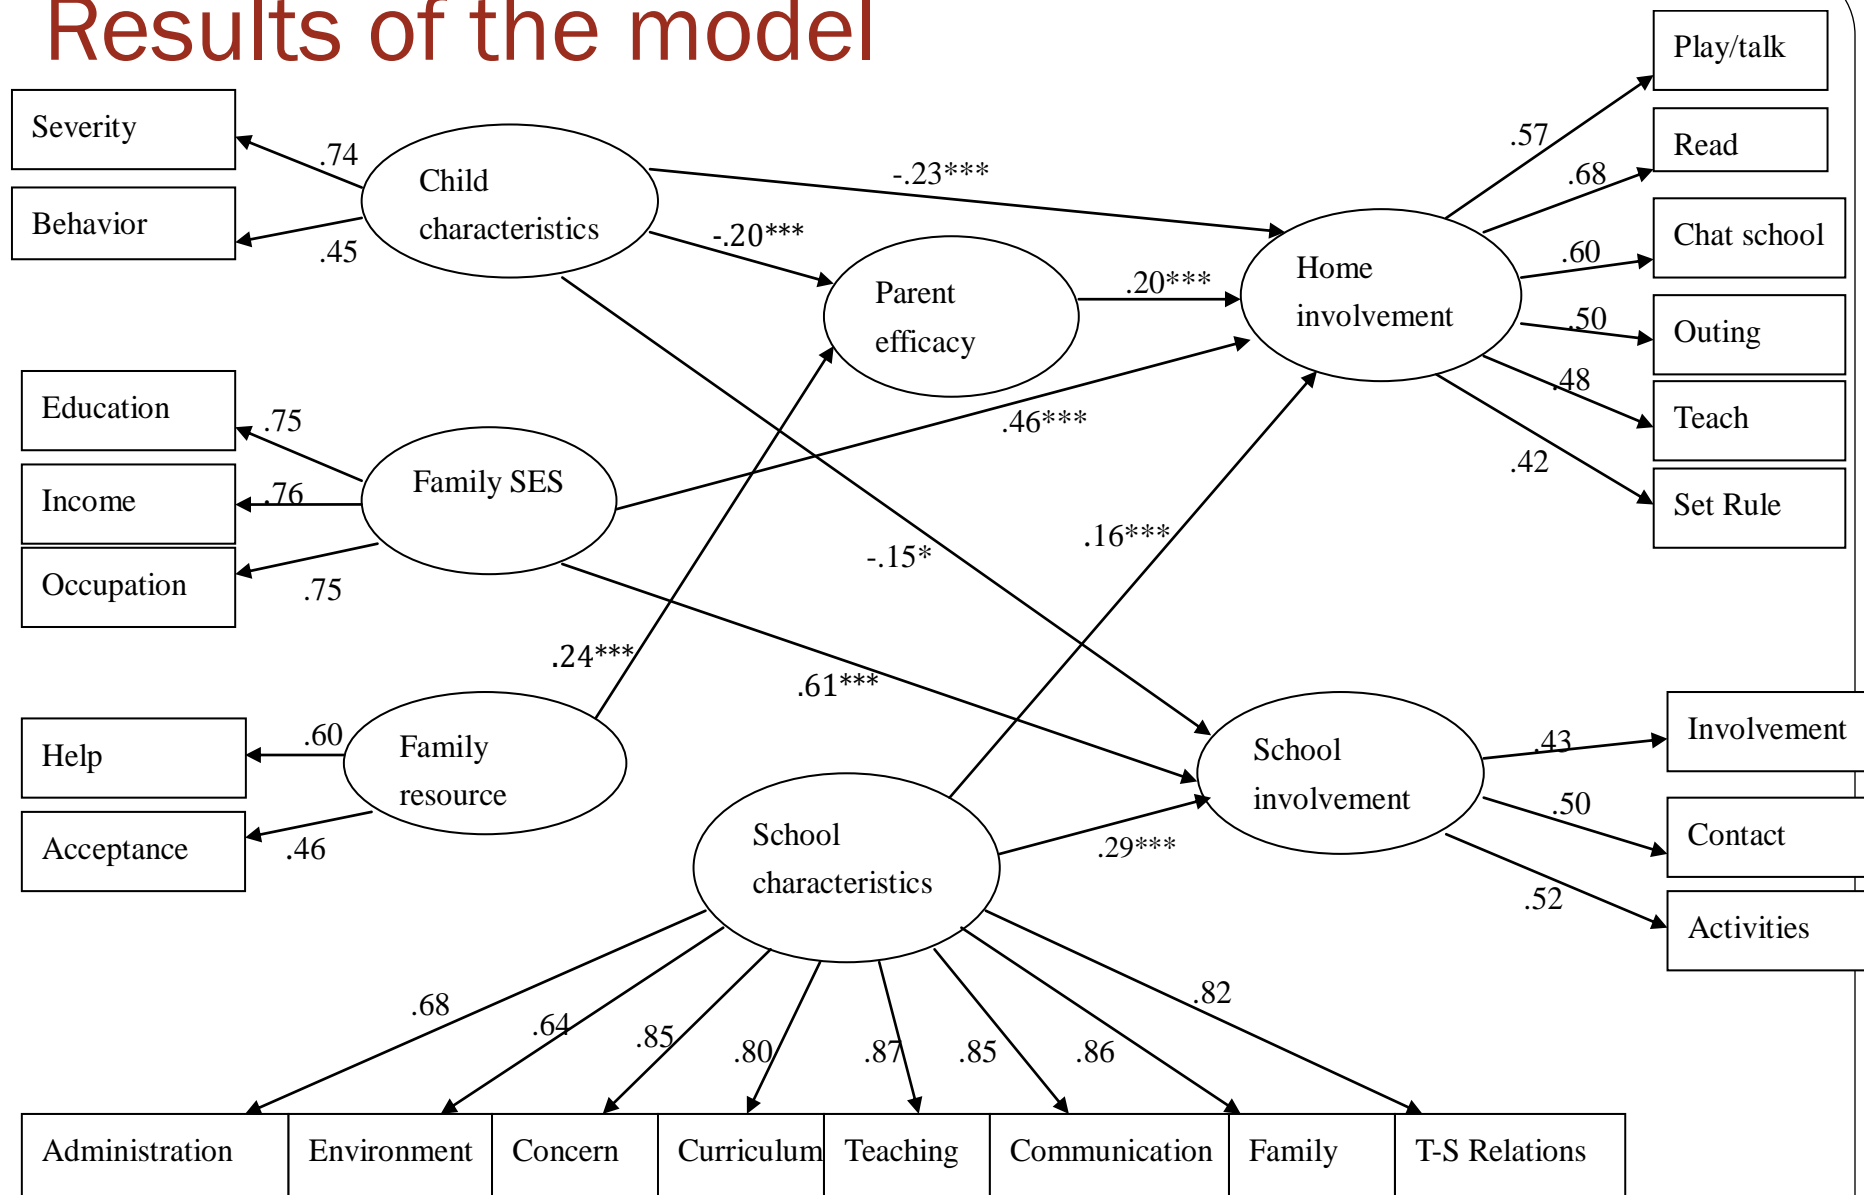 Results of the model
Play/talk
Severity
.74
Child
characteristics
-.23***
.57
Read
.68
Behavior
.45
-.20***
Chat school
.60
Home
involvement
Parent
efficacy
.20***
.50
Outing
Education
.75
.46***
.48
Teach
.42
Family SES
Income
.76
Set Rule
.16***
-.15*
Occupation
.75
.24***
.61***
Help
.60
Family
resource
School
involvement
.43
Involvement
.50
Contact
Acceptance
.46
School
characteristics
.29***
.52
Activities
.68
.64
.85
.80
.87
.85
.86
.82
Administration
Environment
Concern
Curriculum
Teaching
Communication
Family
T-S Relations